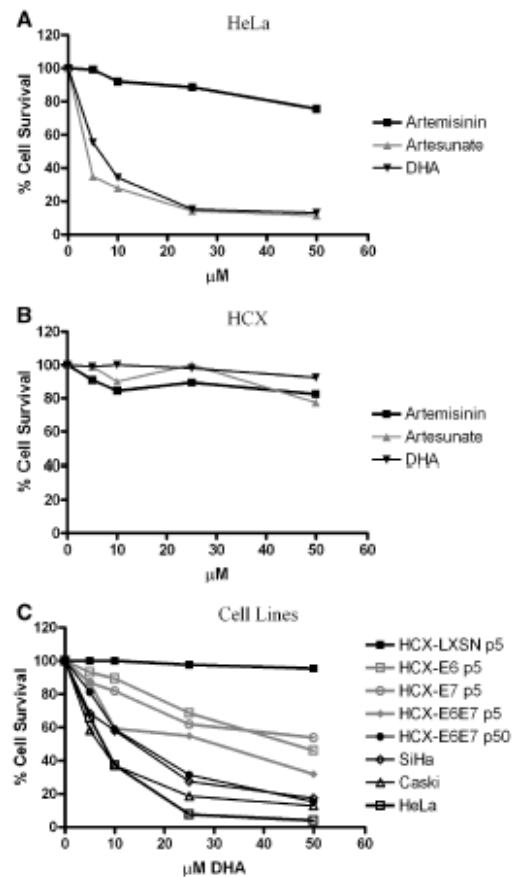 A
HeLa
120
100
80
60
40
20
0
0 10 20 30 40 50 60
% Cell Survival
µM
Artemisinin
Artesunate
DHA
B
HCX
120
100
80
60
40
20
0
0 10 20 30 40 50 60
% Cell Survival
µM
Artemisinin
Artesunate
DHA
C
Cell Lines
120
100
80
60
40
20
0
0 10 20 30 40 50 60
% Cell Survival
µM DHA
HCX-LXSN p5
HCX-E6 p5
HCX-E7 p5
HCX-E6E7 p5
HCX-E6E7 p50
SiHa
Caski
HeLa